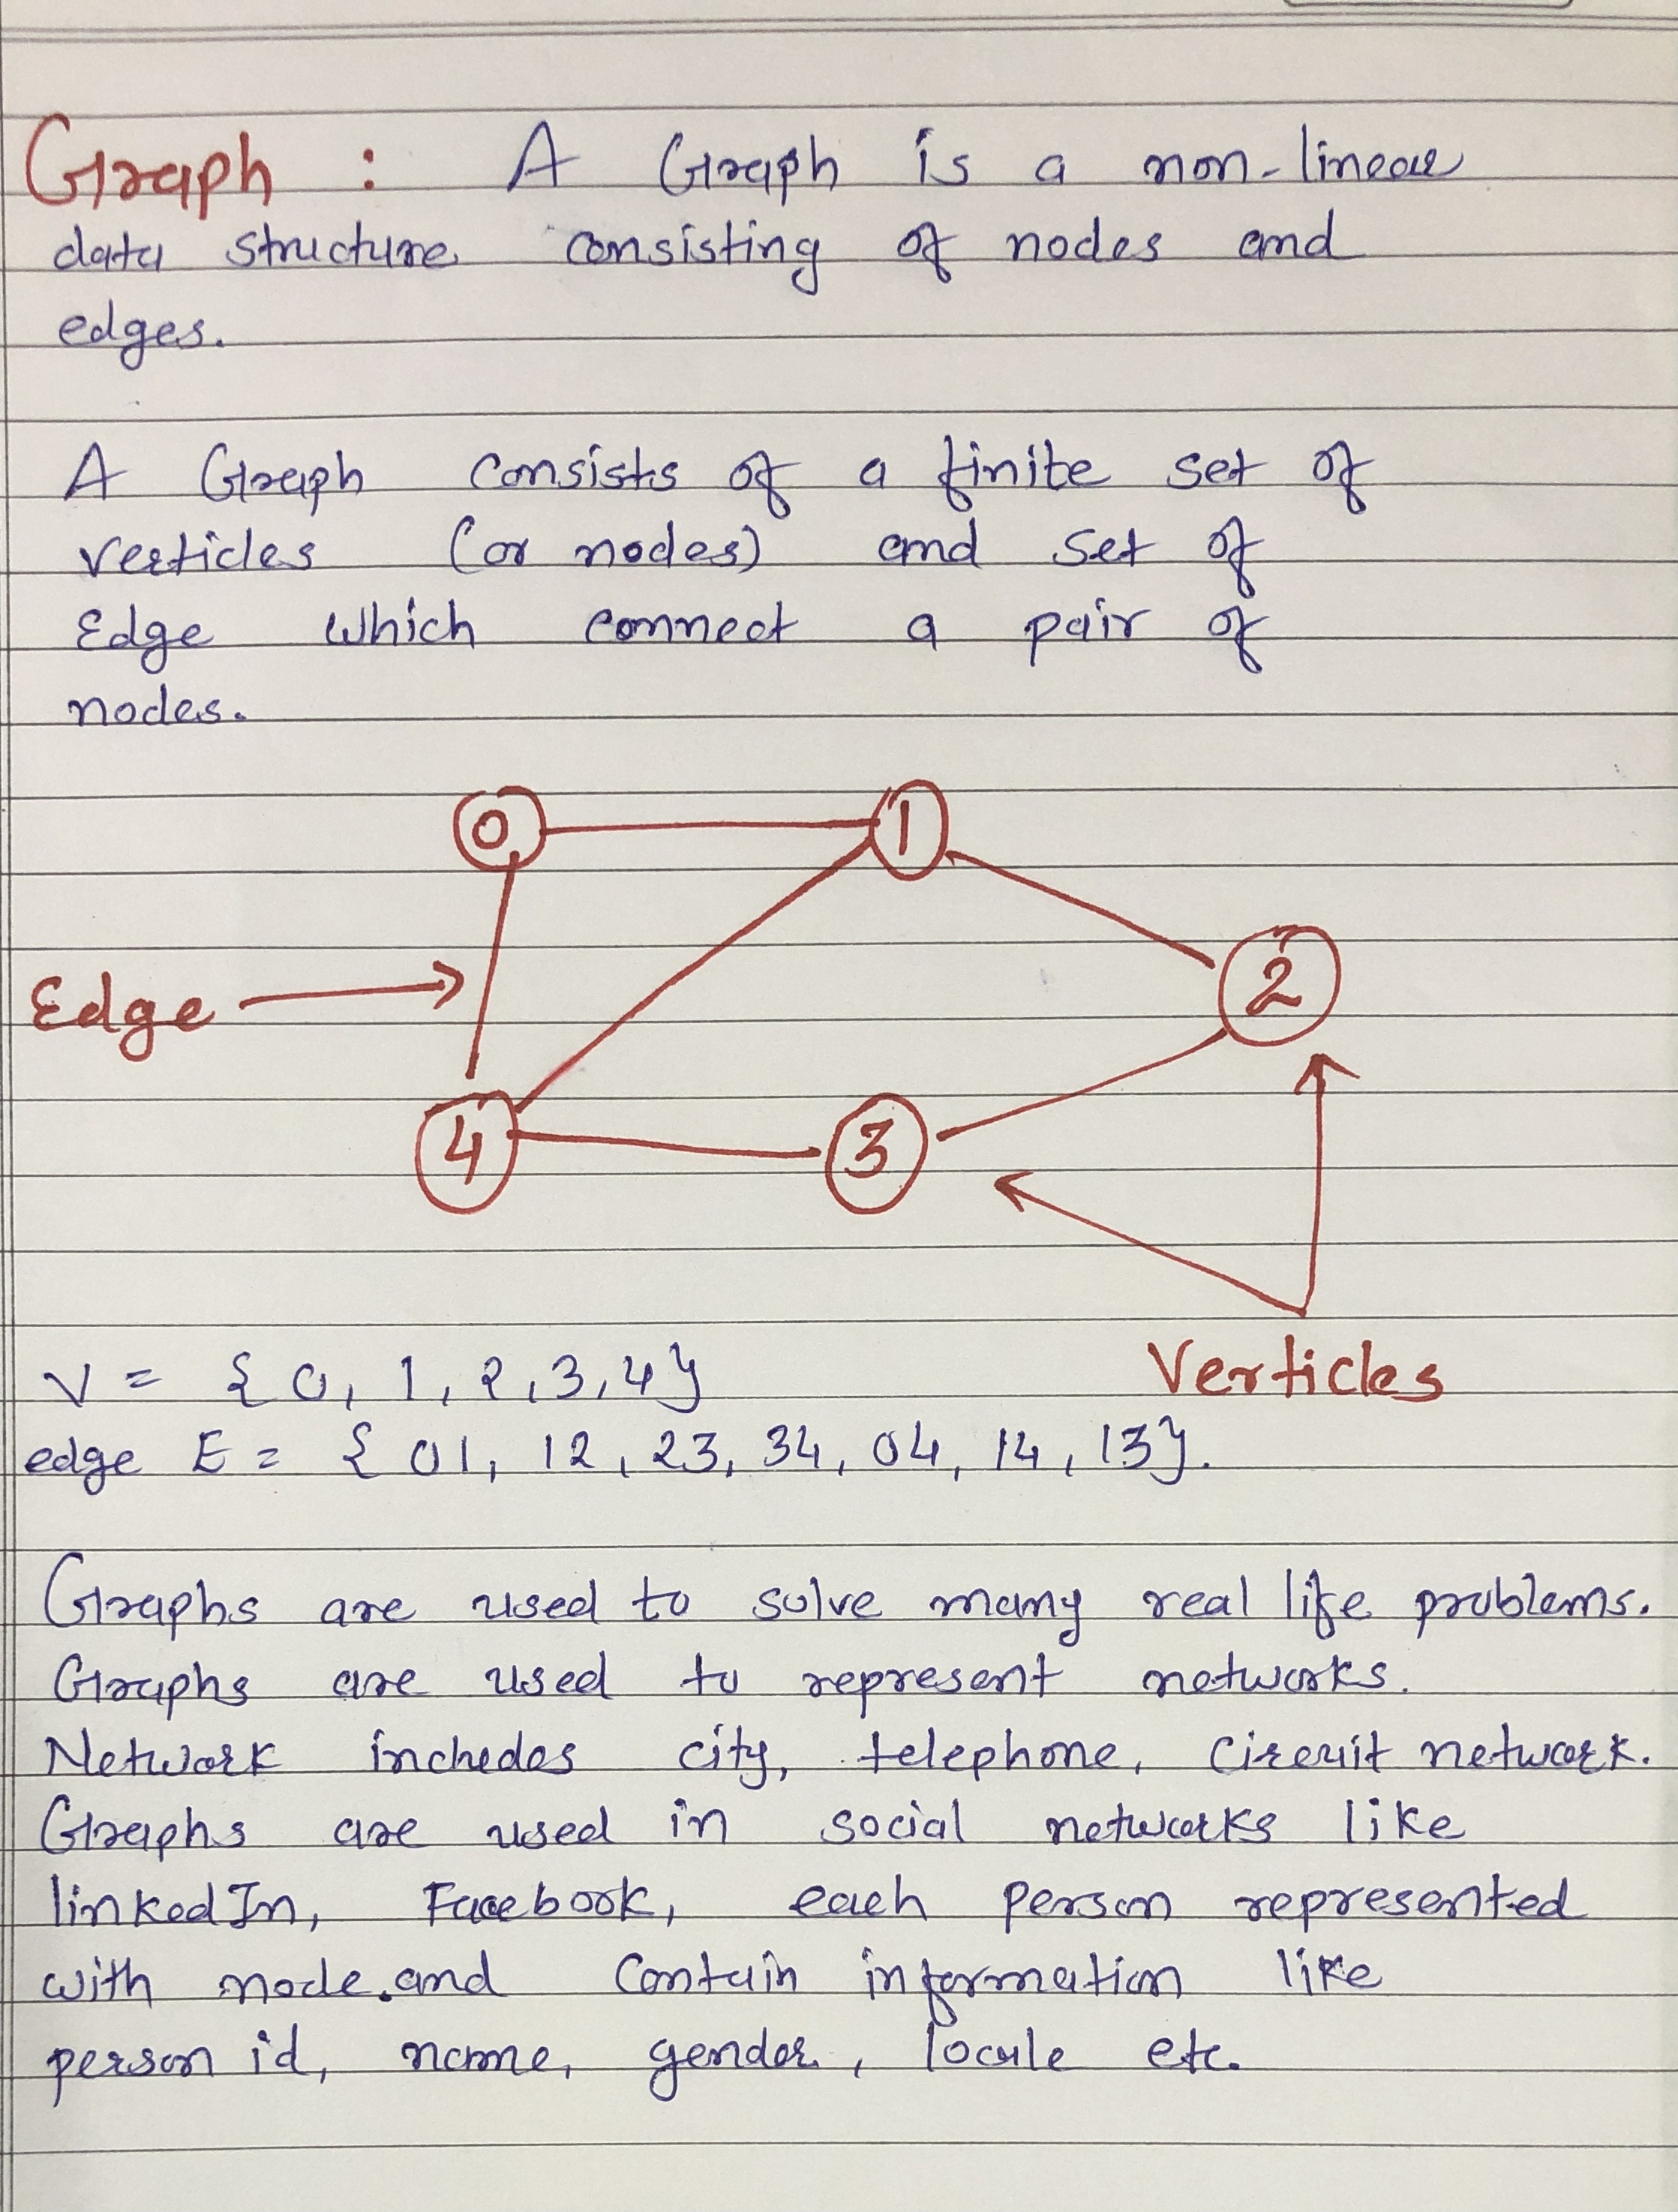 Graph : A Graph is a non-linear
data structure consisting of nodes and
edges.
A Graph consists of a finite set of
verticles (or nodes) and set of
Edge which connect a pair of
nodes.
0
1
2
Edge
4
3
Verticles
V = {0, 1, 2, 3, 4}
edge E = { 01, 12, 23, 34, 04, 14, 13}.
Graphs are used to solve many real life problems.
Graphs are used to represent networks.
Network includes city, telephone, circuit network.
Graphs are used in social networks like
linkedIn, Facebook, each person represented
with node.and contain information like
person id, name, gender, locale etc.